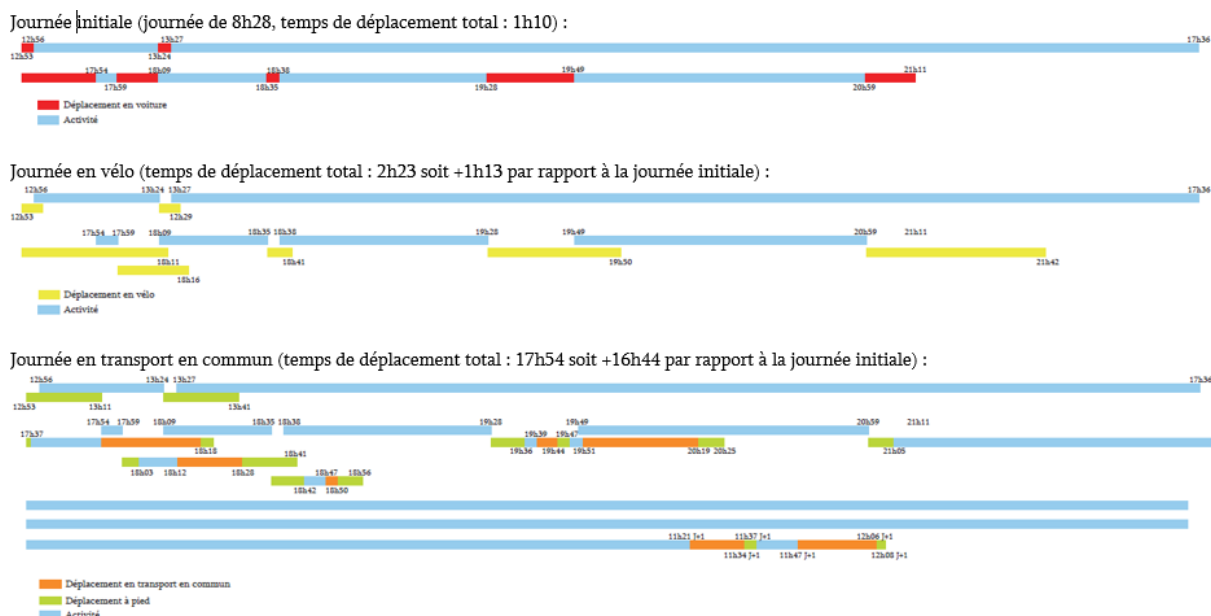 Journée initiale (journée de 8h28, temps de déplacement total : 1h10) :
12h56 13h27 17h36
12h53 13h24
17h54 18h09 18h38 19h49 21h11
17h59 18h35 19h28 20h59
Déplacement en voiture
Activité
Journée en vélo (temps de déplacement total : 2h23 soit +1h13 par rapport à la journée initiale) :
12h56 13h24 13h27 17h36
12h53 12h29
17h54 17h59 18h09 18h35 18h38 19h28 19h49 20h59 21h11
18h11 18h41 19h50 21h42
18h16
Déplacement en vélo
Activité
Journée en transport en commun (temps de déplacement total : 17h54 soit +16h44 par rapport à la journée initiale) :
12h56 13h24 13h27 17h36
12h53 13h11 13h41
17h54 17h59 18h09 18h35 18h38 19h28 19h49 20h59 21h11
17h37 19h39 19h47
18h18 19h36 19h44 19h51 20h19 20h25 21h05
18h41
18h03 18h12 18h28
18h47 18h56
18h42 18h50
11h21 J+1 11h37 J+1 12h06 J+1
11h34 J+1 11h47 J+1 12h08 J+1
Déplacement en transport en commun
Déplacement à pied
Activité